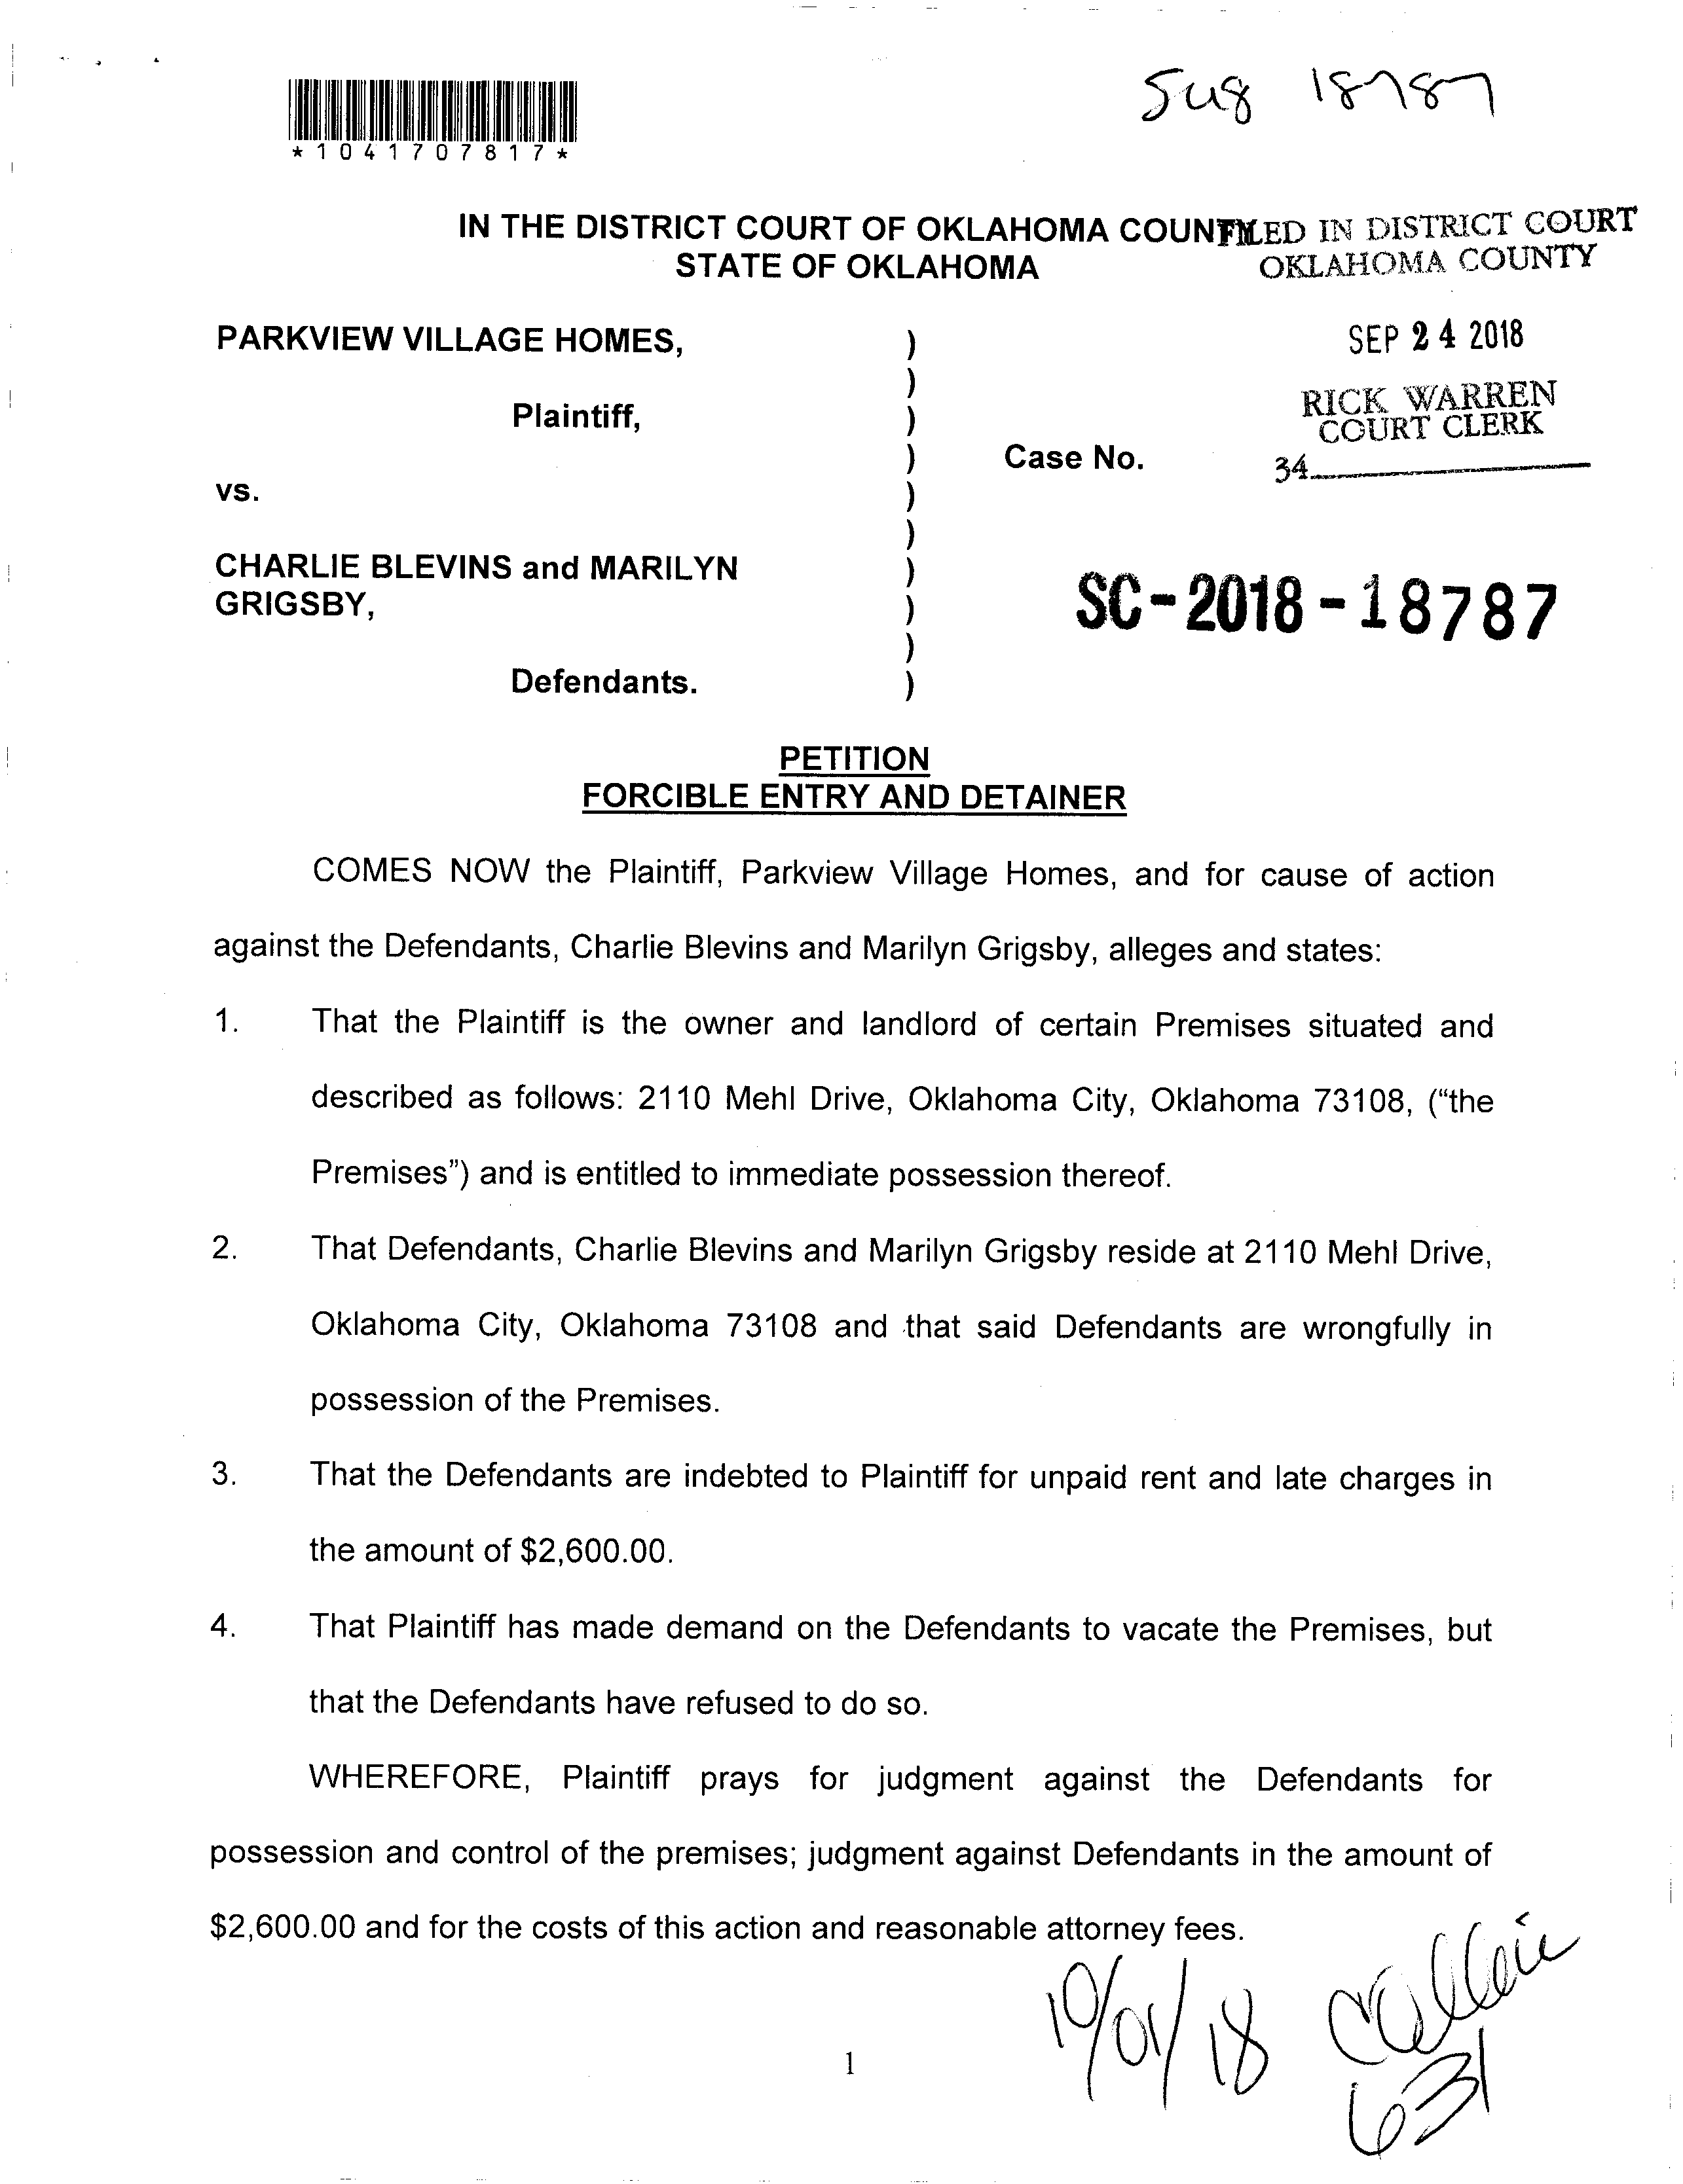 Sug 18787
*1041707817*
IN THE DISTRICT COURT OF OKLAHOMA COUNTY
STATE OF OKLAHOMA
FILED IN DISTRICT COURT
OKLAHOMA COUNTY
SEP 24 2018
RICK WARREN
COURT CLERK
34
PARKVIEW VILLAGE HOMES, )
)
Plaintiff, )
) Case No.
vs. )
)
CHARLIE BLEVINS and MARILYN )
GRIGSBY, ) SC-2018-18787
)
Defendants. )
PETITION
FORCIBLE ENTRY AND DETAINER
COMES NOW the Plaintiff, Parkview Village Homes, and for cause of action
against the Defendants, Charlie Blevins and Marilyn Grigsby, alleges and states:
1. That the Plaintiff is the owner and landlord of certain Premises situated and
described as follows: 2110 Mehl Drive, Oklahoma City, Oklahoma 73108, (“the
Premises”) and is entitled to immediate possession thereof.
2. That Defendants, Charlie Blevins and Marilyn Grigsby reside at 2110 Mehl Drive,
Oklahoma City, Oklahoma 73108 and that said Defendants are wrongfully in
possession of the Premises.
3. That the Defendants are indebted to Plaintiff for unpaid rent and late charges in
the amount of $2,600.00.
4. That Plaintiff has made demand on the Defendants to vacate the Premises, but
that the Defendants have refused to do so.
WHEREFORE, Plaintiff prays for judgment against the Defendants for
possession and control of the premises; judgment against Defendants in the amount of
$2,600.00 and for the costs of this action and reasonable attorney fees.
10/01/18
631
1